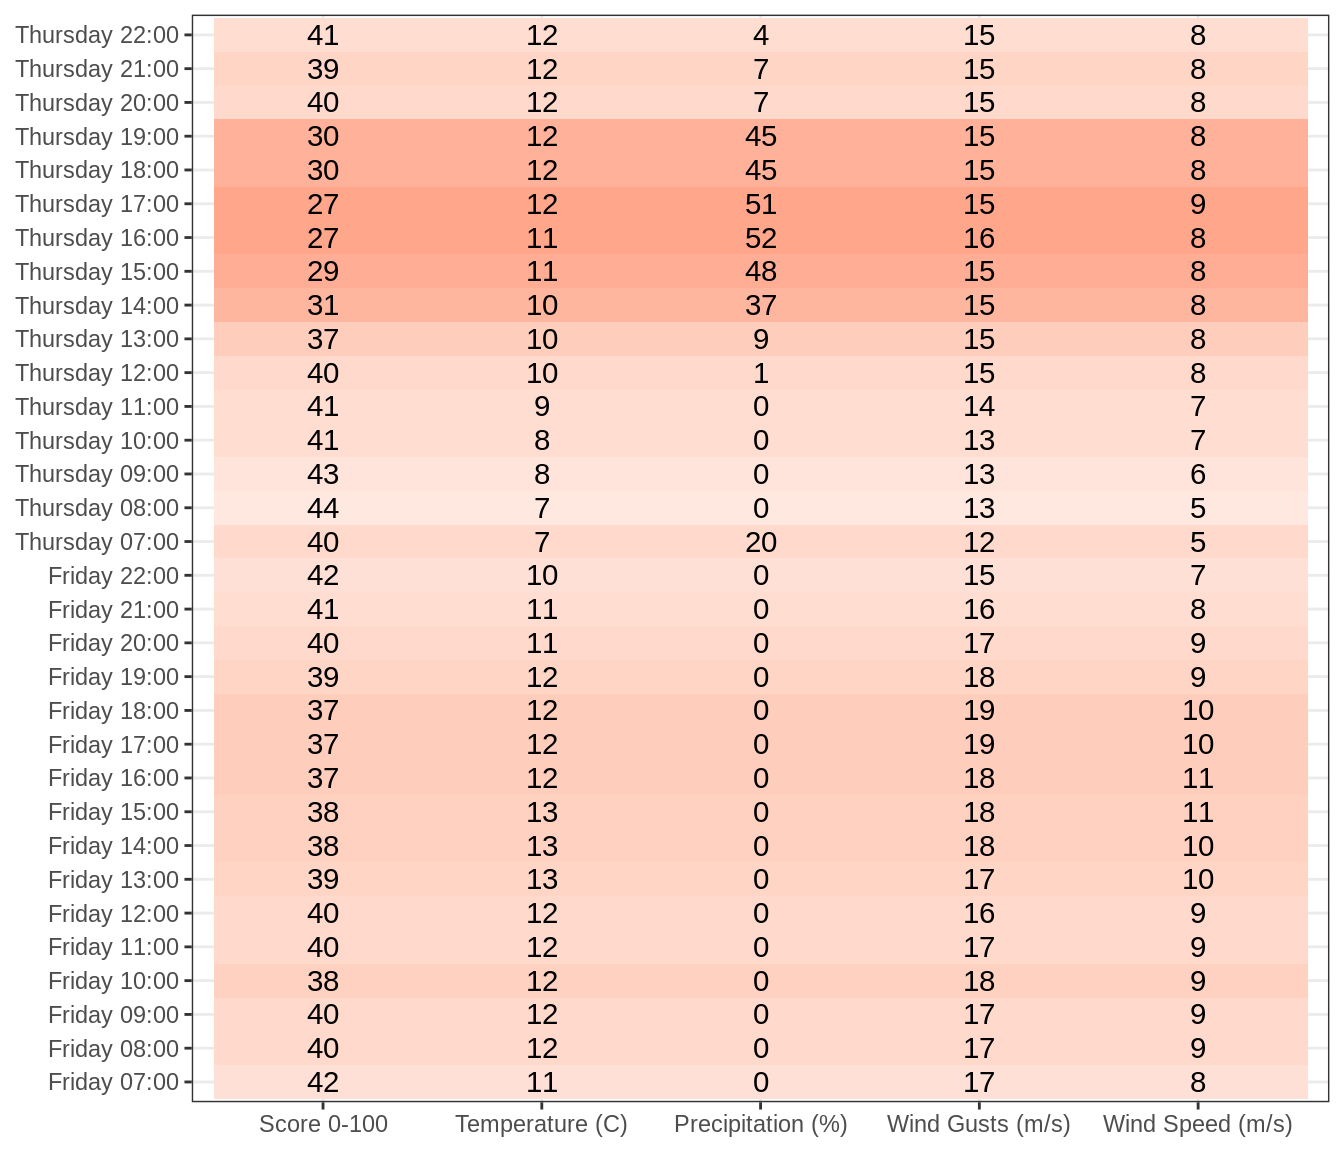 Thursday 22:00 41 12 4 15 8
Thursday 21:00 39 12 7 15 8
Thursday 20:00 40 12 7 15 8
Thursday 19:00 30 12 45 15 8
Thursday 18:00 30 12 45 15 8
Thursday 17:00 27 12 51 15 9
Thursday 16:00 27 11 52 16 8
Thursday 15:00 29 11 48 15 8
Thursday 14:00 31 10 37 15 8
Thursday 13:00 37 10 9 15 8
Thursday 12:00 40 10 1 15 8
Thursday 11:00 41 9 0 14 7
Thursday 10:00 41 8 0 13 7
Thursday 09:00 43 8 0 13 6
Thursday 08:00 44 7 0 13 5
Thursday 07:00 40 7 20 12 5
Friday 22:00 42 10 0 15 7
Friday 21:00 41 11 0 16 8
Friday 20:00 40 11 0 17 9
Friday 19:00 39 12 0 18 9
Friday 18:00 37 12 0 19 10
Friday 17:00 37 12 0 19 10
Friday 16:00 37 12 0 18 11
Friday 15:00 38 13 0 18 11
Friday 14:00 38 13 0 18 10
Friday 13:00 39 13 0 17 10
Friday 12:00 40 12 0 16 9
Friday 11:00 40 12 0 17 9
Friday 10:00 38 12 0 18 9
Friday 09:00 40 12 0 17 9
Friday 08:00 40 12 0 17 9
Friday 07:00 42 11 0 17 8
Score 0-100 Temperature (C) Precipitation (%) Wind Gusts (m/s) Wind Speed (m/s)